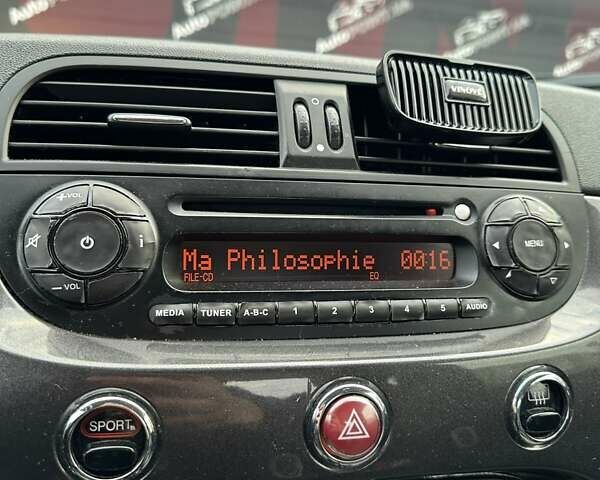 VINOVE
+VOL
i
− VOL
Ma Philosophie 0016
FILE-CD EQ
MENU
MEDIA TUNER A-B-C 1 2 3 4 5 AUDIO
SPORT